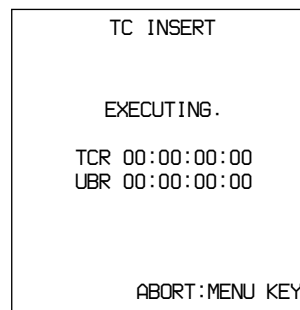 TC INSERT
EXECUTING.
TCR 00:00:00:00
UBR 00:00:00:00
ABORT:MENU KEY